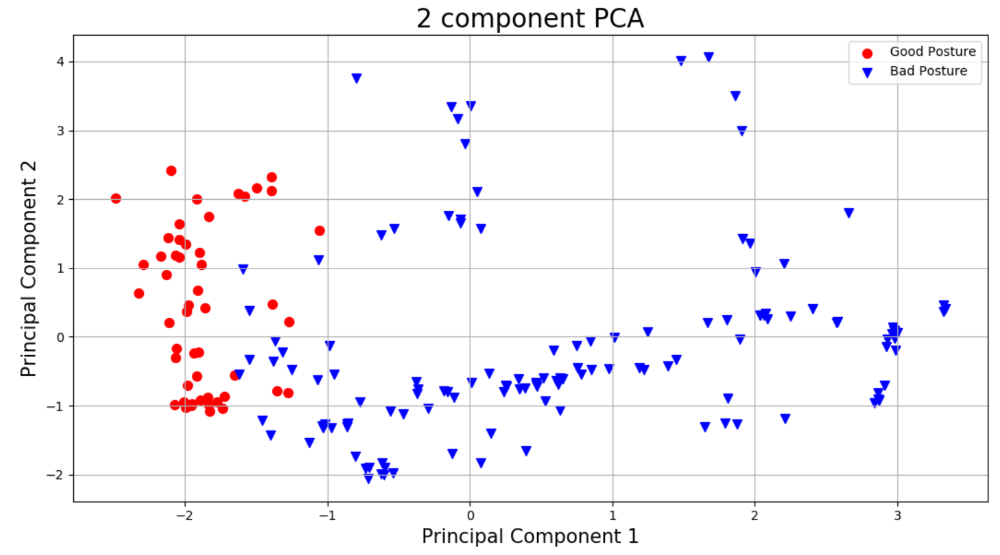 2 component PCA
Good Posture
Bad Posture
4
3
2
1
0
−1
−2
Principal Component 2
−2
−1
0
1
2
3
Principal Component 1